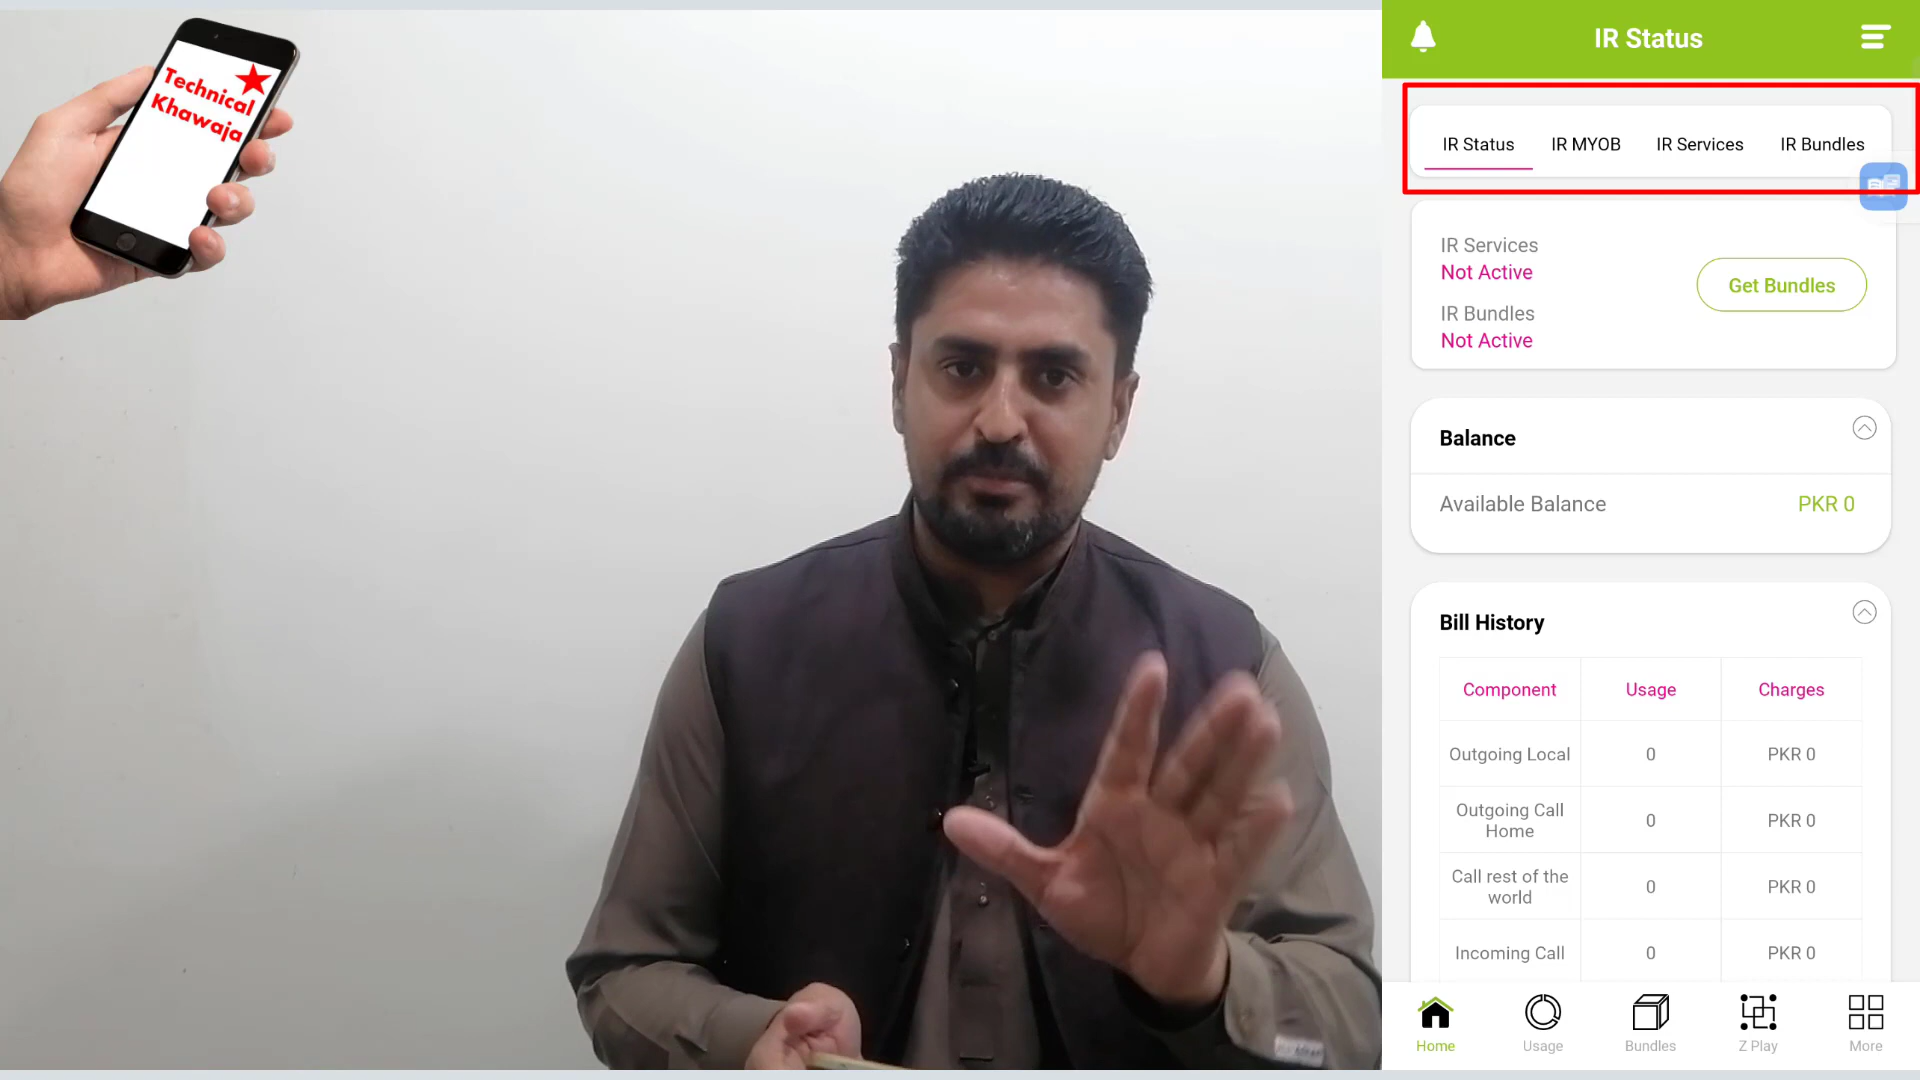 Technical
Khawaja
IR Status
IR Status IR MYOB IR Services IR Bundles
IR Services
Not Active
Get Bundles
IR Bundles
Not Active
Balance
Available Balance PKR 0
Bill History
Component Usage Charges
Outgoing Local 0 PKR 0
Outgoing Call
Home 0 PKR 0
Call rest of the
world 0 PKR 0
Incoming Call 0 PKR 0
Home Usage Bundles Z Play More